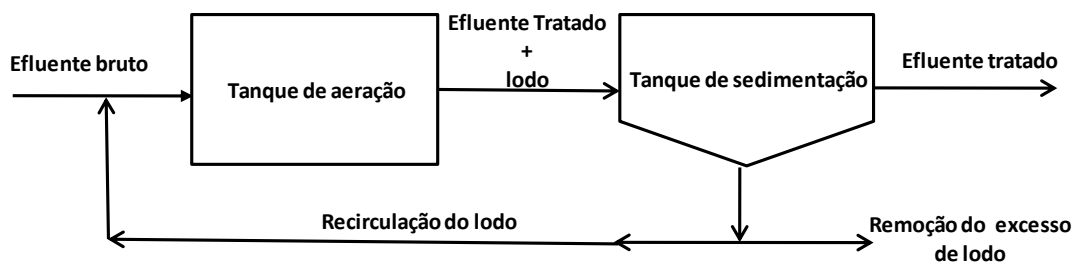 Efluente bruto
Tanque de aeração
Efluente Tratado
+
lodo
Tanque de sedimentação
Efluente tratado
Recirculação do lodo
Remoção do excesso
de lodo